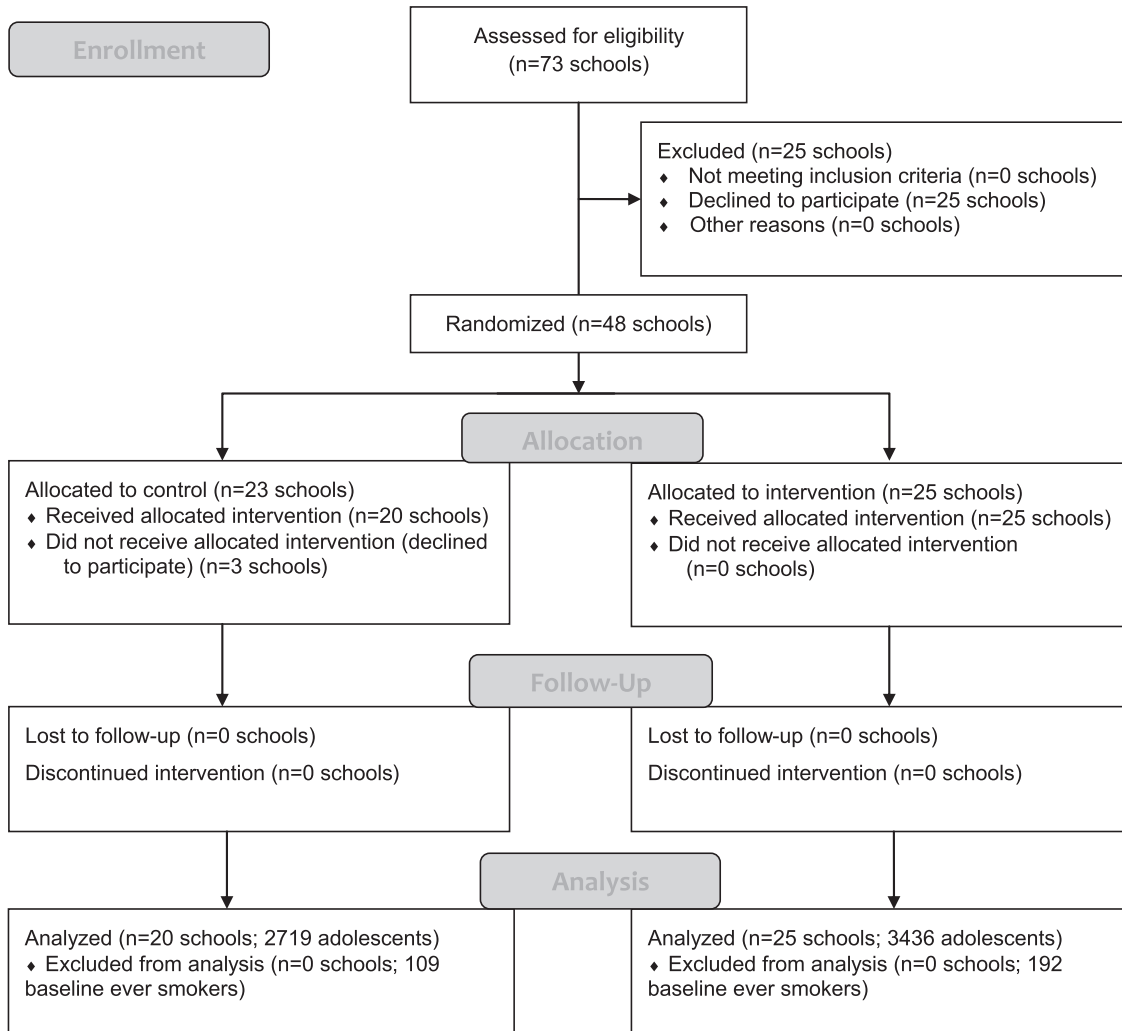 Enrollment
Assessed for eligibility
(n=73 schools)
Excluded (n=25 schools)
♦ Not meeting inclusion criteria (n=0 schools)
♦ Declined to participate (n=25 schools)
♦ Other reasons (n=0 schools)
Randomized (n=48 schools)
Allocation
Allocated to control (n=23 schools)
♦ Received allocated intervention (n=20 schools)
♦ Did not receive allocated intervention (declined
to participate) (n=3 schools)
Allocated to intervention (n=25 schools)
♦ Received allocated intervention (n=25 schools)
♦ Did not receive allocated intervention
(n=0 schools)
Follow-Up
Lost to follow-up (n=0 schools)
Discontinued intervention (n=0 schools)
Lost to follow-up (n=0 schools)
Discontinued intervention (n=0 schools)
Analysis
Analyzed (n=20 schools; 2719 adolescents)
♦ Excluded from analysis (n=0 schools; 109
baseline ever smokers)
Analyzed (n=25 schools; 3436 adolescents)
♦ Excluded from analysis (n=0 schools; 192
baseline ever smokers)